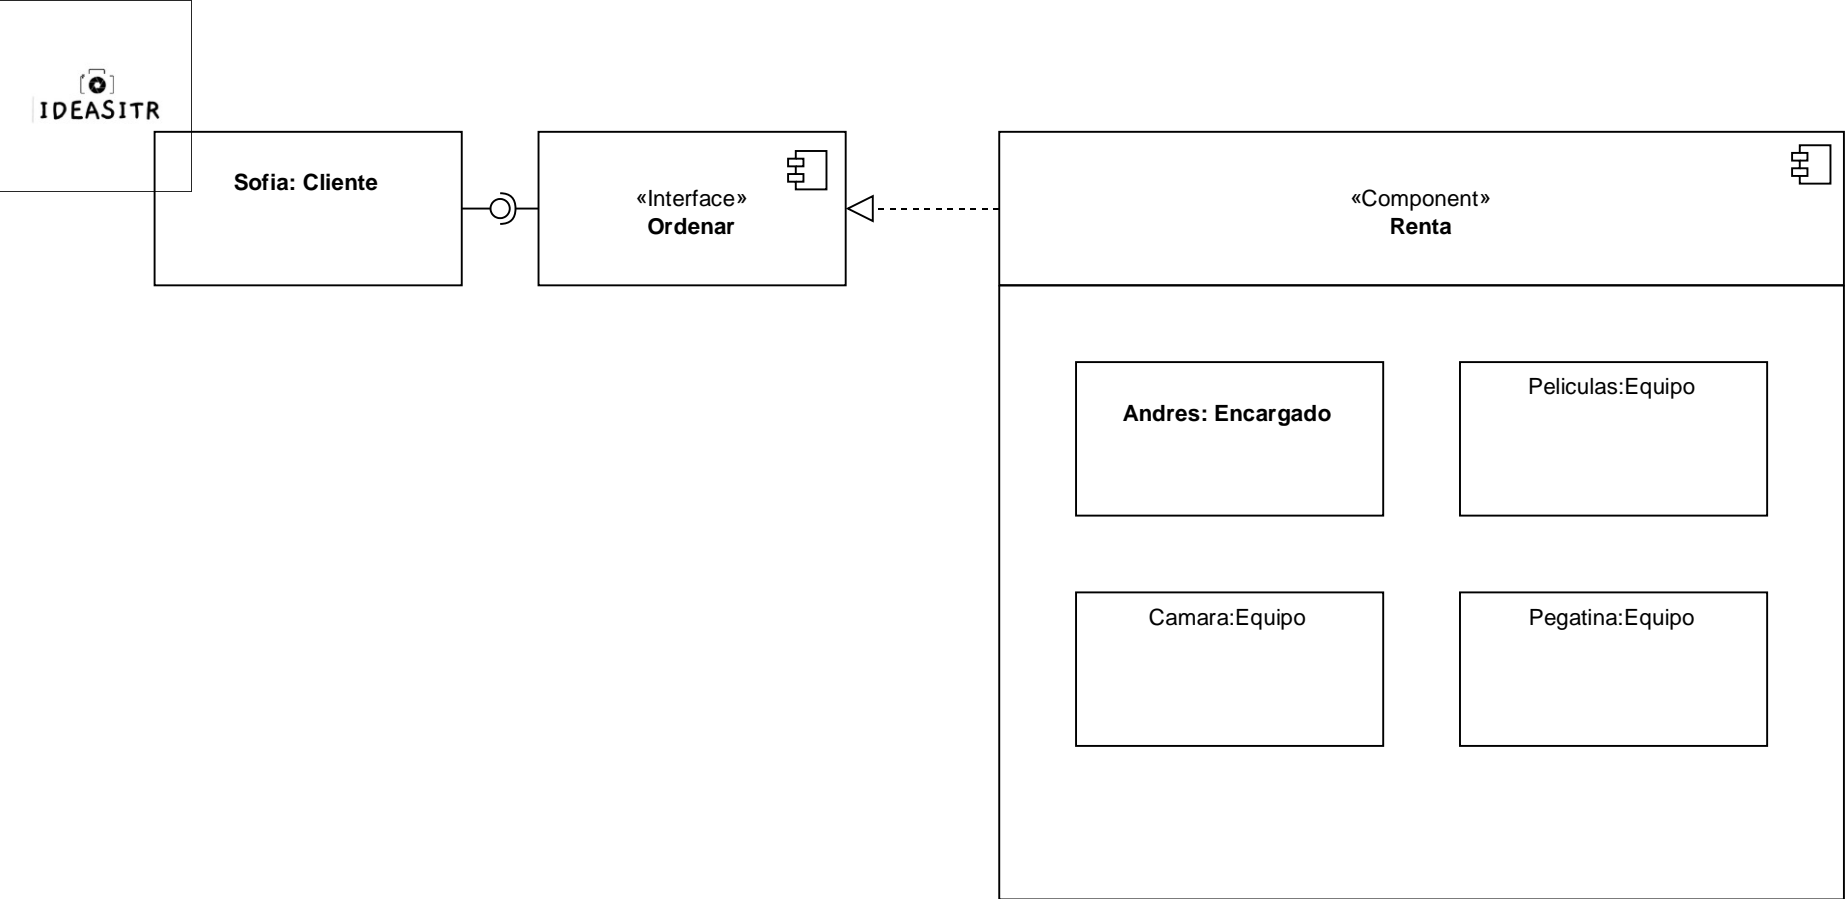 IDEASITR
Sofia: Cliente
«Interface»
Ordenar
«Component»
Renta
Andres: Encargado
Peliculas:Equipo
Camara:Equipo
Pegatina:Equipo